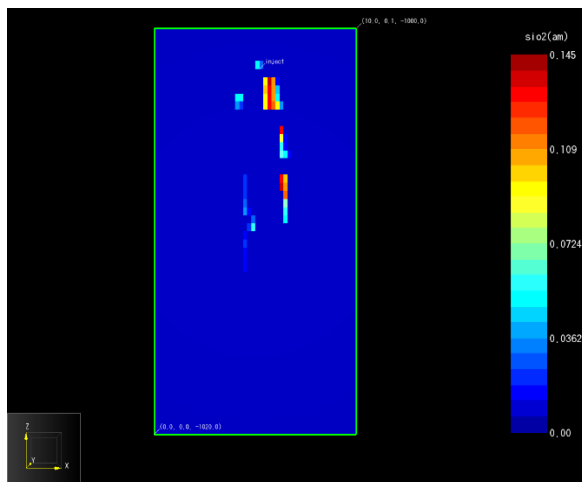 (10.0, 0.1, -1000.0)
sio2(am)
0.145
inject
0.109
0.0724
0.0362
(0.0, 0.0, -1020.0)
0.00
Z
Y
X